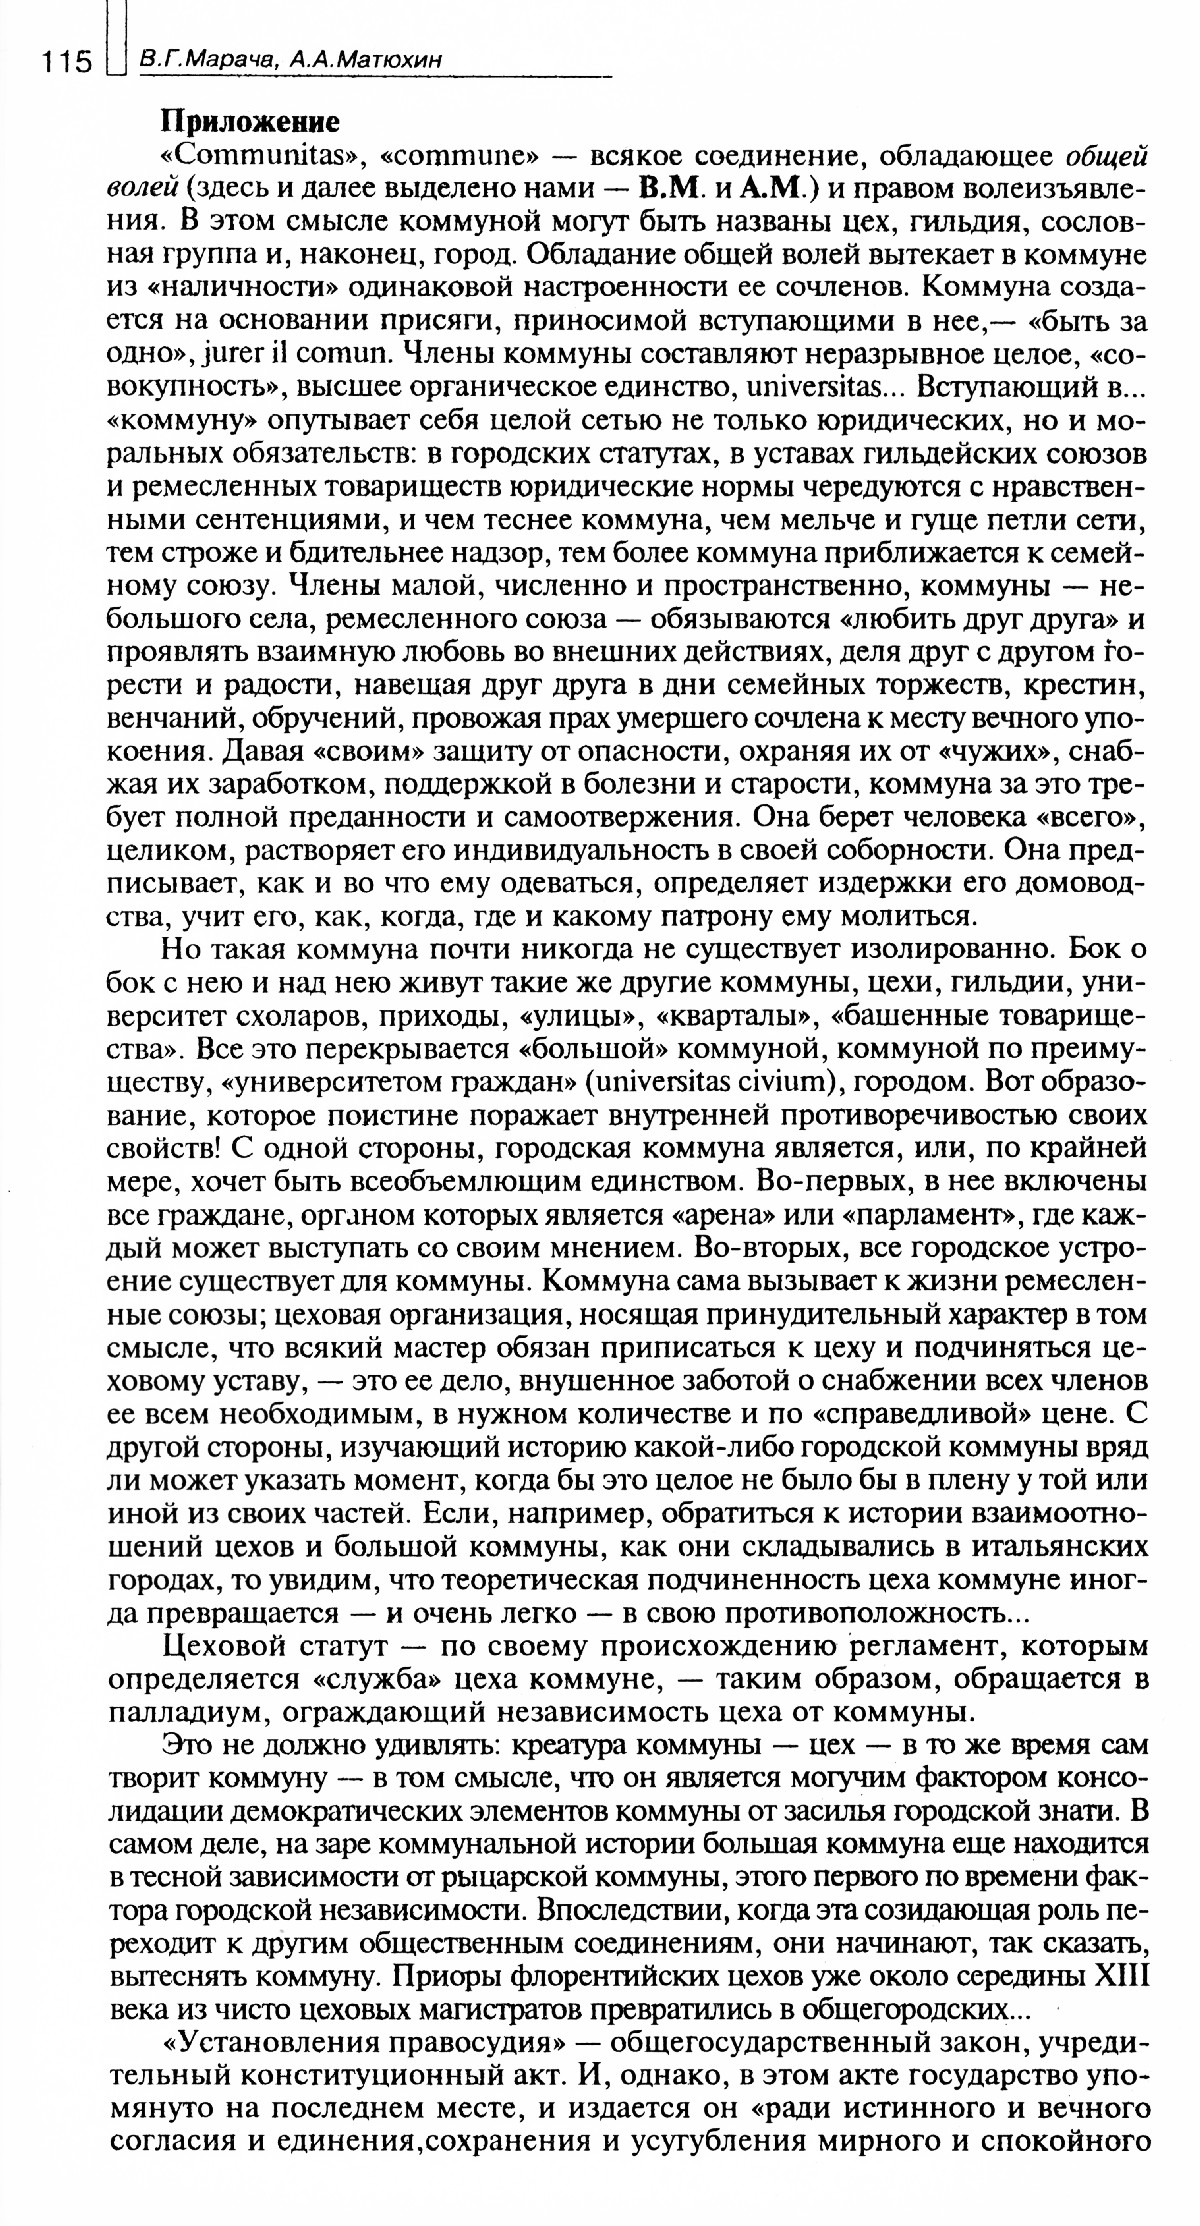 115 В.Г.Марача, А.А.Матюхин
Приложение
«Communitas», «commune» — всякое соединение, обладающее общей
волей (здесь и далее выделено нами — В.М. и А.М.) и правом волеизъявле-
ния. В этом смысле коммуной могут быть названы цех, гильдия, сослов-
ная группа и, наконец, город. Обладание общей волей вытекает в коммуне
из «наличности» одинаковой настроенности ее сочленов. Коммуна созда-
ется на основании присяги, приносимой вступающими в нее,— «быть за
одно», jurer il comun. Члены коммуны составляют неразрывное целое, «со-
вокупность», высшее органическое единство, universitas... Вступающий в...
«коммуну» опутывает себя целой сетью не только юридических, но и мо-
ральных обязательств: в городских статутах, в уставах гильдейских союзов
и ремесленных товариществ юридические нормы чередуются с нравствен-
ными сентенциями, и чем теснее коммуна, чем мельче и гуще петли сети,
тем строже и бдительнее надзор, тем более коммуна приближается к семей-
ному союзу. Члены малой, численно и пространственно, коммуны — не-
большого села, ремесленного союза — обязываются «любить друг друга» и
проявлять взаимную любовь во внешних действиях, деля друг с другом го-
рести и радости, навещая друг друга в дни семейных торжеств, крестин,
венчаний, обручений, провожая прах умершего сочлена к месту вечного упо-
коения. Давая «своим» защиту от опасности, охраняя их от «чужих», снаб-
жая их заработком, поддержкой в болезни и старости, коммуна за это тре-
бует полной преданности и самоотвержения. Она берет человека «всего»,
целиком, растворяет его индивидуальность в своей соборности. Она пред-
писывает, как и во что ему одеваться, определяет издержки его домовод-
ства, учит его, как, когда, где и какому патрону ему молиться.
Но такая коммуна почти никогда не существует изолированно. Бок о
бок с нею и над нею живут такие же другие коммуны, цехи, гильдии, уни-
верситет схоларов, приходы, «улицы», «кварталы», «башенные товарище-
ства». Все это перекрывается «большой» коммуной, коммуной по преиму-
ществу, «университетом граждан» (universitas civium), городом. Вот образо-
вание, которое поистине поражает внутренней противоречивостью своих
свойств! С одной стороны, городская коммуна является, или, по крайней
мере, хочет быть всеобъемлющим единством. Во-первых, в нее включены
все граждане, органом которых является «арена» или «парламент», где каж-
дый может выступать со своим мнением. Во-вторых, все городское устро-
ение существует для коммуны. Коммуна сама вызывает к жизни ремеслен-
ные союзы; цеховая организация, носящая принудительный характер в том
смысле, что всякий мастер обязан приписаться к цеху и подчиняться це-
ховому уставу, — это ее дело, внушенное заботой о снабжении всех членов
ее всем необходимым, в нужном количестве и по «справедливой» цене. С
другой стороны, изучающий историю какой-либо городской коммуны вряд
ли может указать момент, когда бы это целое не было бы в плену у той или
иной из своих частей. Если, например, обратиться к истории взаимоотно-
шений цехов и большой коммуны, как они складывались в итальянских
городах, то увидим, что теоретическая подчиненность цеха коммуне иног-
да превращается — и очень легко — в свою противоположность...
Цеховой статут — по своему происхождению регламент, которым
определяется «служба» цеха коммуне, — таким образом, обращается в
палладиум, ограждающий независимость цеха от коммуны.
Это не должно удивлять: креатура коммуны — цех — в то же время сам
творит коммуну — в том смысле, что он является могучим фактором консо-
лидации демократических элементов коммуны от засилья городской знати. В
самом деле, на заре коммунальной истории большая коммуна еще находится
в тесной зависимости от рыцарской коммуны, этого первого по времени фак-
тора городской независимости. Впоследствии, когда эта созидающая роль пе-
реходит к другим общественным соединениям, они начинают, так сказать,
вытеснять коммуну. Приоры флорентийских цехов уже около середины XIII
века из чисто цеховых магистратов превратились в общегородских...
«Установления правосудия» — общегосударственный закон, учреди-
тельный конституционный акт. И, однако, в этом акте государство упо-
мянуто на последнем месте, и издается он «ради истинного и вечного
согласия и единения,сохранения и усугубления мирного и спокойного